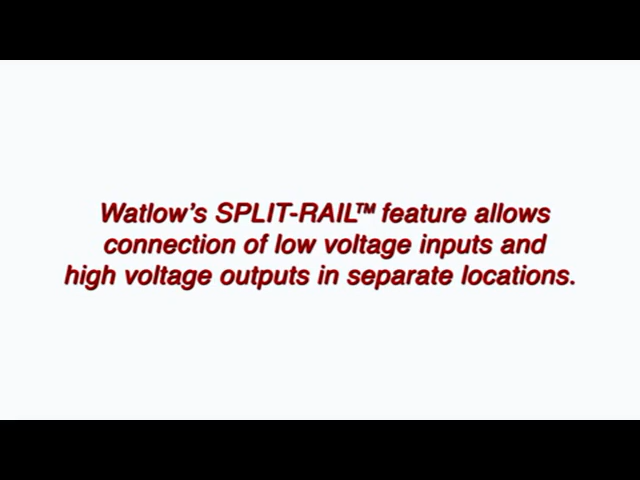 Watlow's SPLIT-RAIL™ feature allows
connection of low voltage inputs and
high voltage outputs in separate locations.